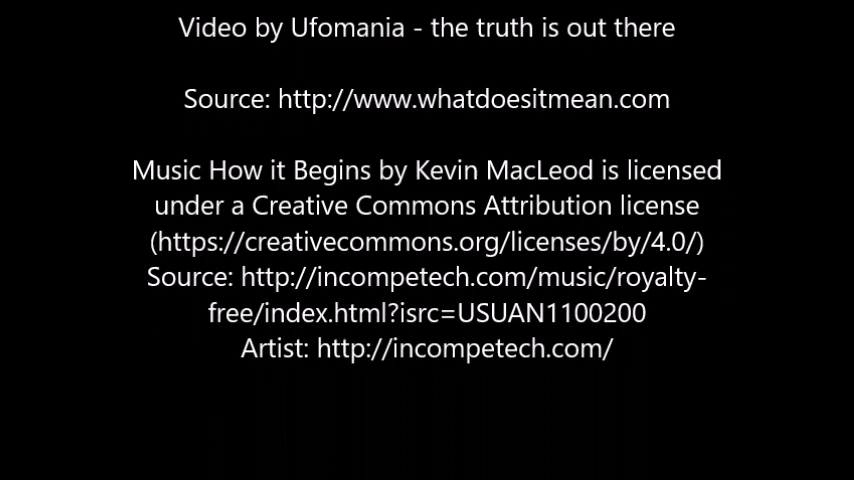 Video by Ufomania - the truth is out there
Source: http://www.whatdoesitmean.com
Music How it Begins by Kevin MacLeod is licensed
under a Creative Commons Attribution license
(https://creativecommons.org/licenses/by/4.0/)
Source: http://incompetech.com/music/royalty-
free/index.html?isrc=USUAN1100200
Artist: http://incompetech.com/